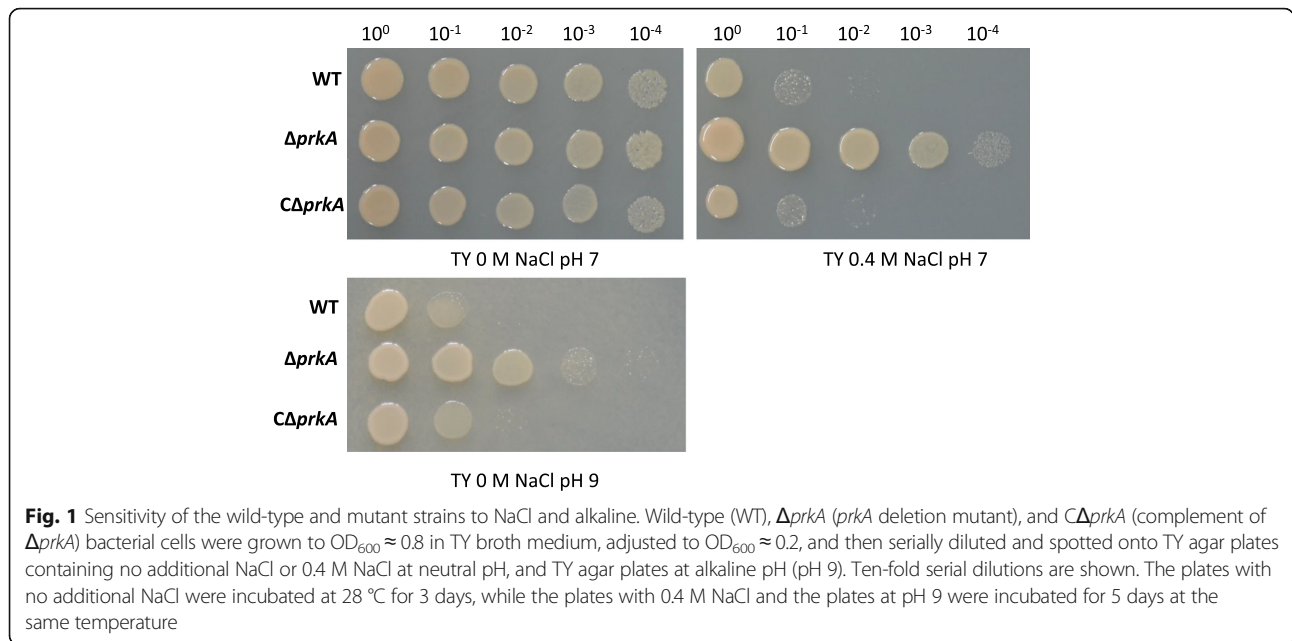 10⁰ 10⁻¹ 10⁻² 10⁻³ 10⁻⁴ 10⁰ 10⁻¹ 10⁻² 10⁻³ 10⁻⁴
WT
ΔprkA
CΔprkA
TY 0 M NaCl pH 7 TY 0.4 M NaCl pH 7
WT
ΔprkA
CΔprkA
TY 0 M NaCl pH 9
Fig. 1 Sensitivity of the wild-type and mutant strains to NaCl and alkaline. Wild-type (WT), ΔprkA (prkA deletion mutant), and CΔprkA (complement of
ΔprkA) bacterial cells were grown to OD₆₀₀ ≈ 0.8 in TY broth medium, adjusted to OD₆₀₀ ≈ 0.2, and then serially diluted and spotted onto TY agar plates
containing no additional NaCl or 0.4 M NaCl at neutral pH, and TY agar plates at alkaline pH (pH 9). Ten-fold serial dilutions are shown. The plates with
no additional NaCl were incubated at 28 °C for 3 days, while the plates with 0.4 M NaCl and the plates at pH 9 were incubated for 5 days at the
same temperature